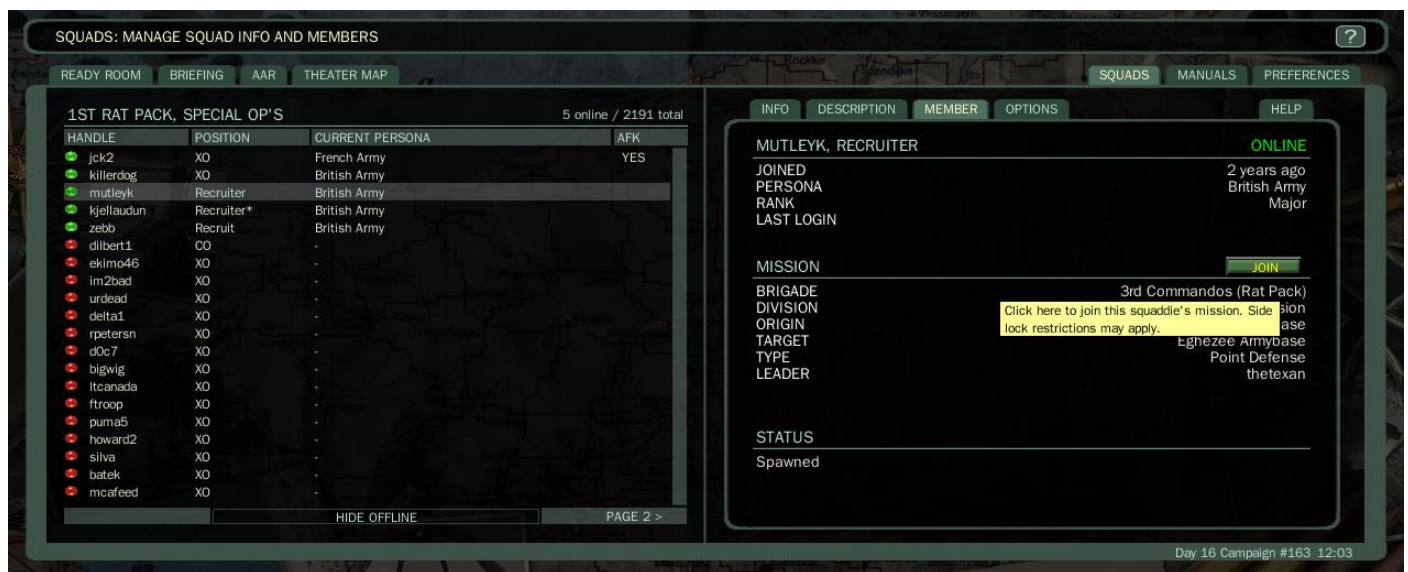 SQUADS: MANAGE SQUAD INFO AND MEMBERS ?
READY ROOM BRIEFING AAR THEATER MAP SQUADS MANUALS PREFERENCES
1ST RAT PACK, SPECIAL OP'S 5 online / 2191 total
HANDLE POSITION CURRENT PERSONA AFK
jck2 XO French Army YES
killerdog XO British Army
mutleyk Recruiter British Army
kjellaudun Recruiter* British Army
zebb Recruit British Army
dilbert1 CO -
ekimo46 XO -
im2bad XO -
urdead XO -
delta1 XO -
rpetersn XO -
d0c7 XO -
bigwig XO -
ltcanada XO -
ftroop XO -
puma5 XO -
howard2 XO -
silva XO -
batek XO -
mcafeed XO -
HIDE OFFLINE PAGE 2 >
INFO DESCRIPTION MEMBER OPTIONS HELP
MUTLEYK, RECRUITER ONLINE
JOINED 2 years ago
PERSONA British Army
RANK Major
LAST LOGIN
MISSION JOIN
BRIGADE 3rd Commandos (Rat Pack)
DIVISION
ORIGIN
Click here to join this squaddie's mission. Side
lock restrictions may apply.
TARGET Eghezee Armybase
TYPE Point Defense
LEADER thetexan
STATUS
Spawned
Day 16 Campaign #163 12:03